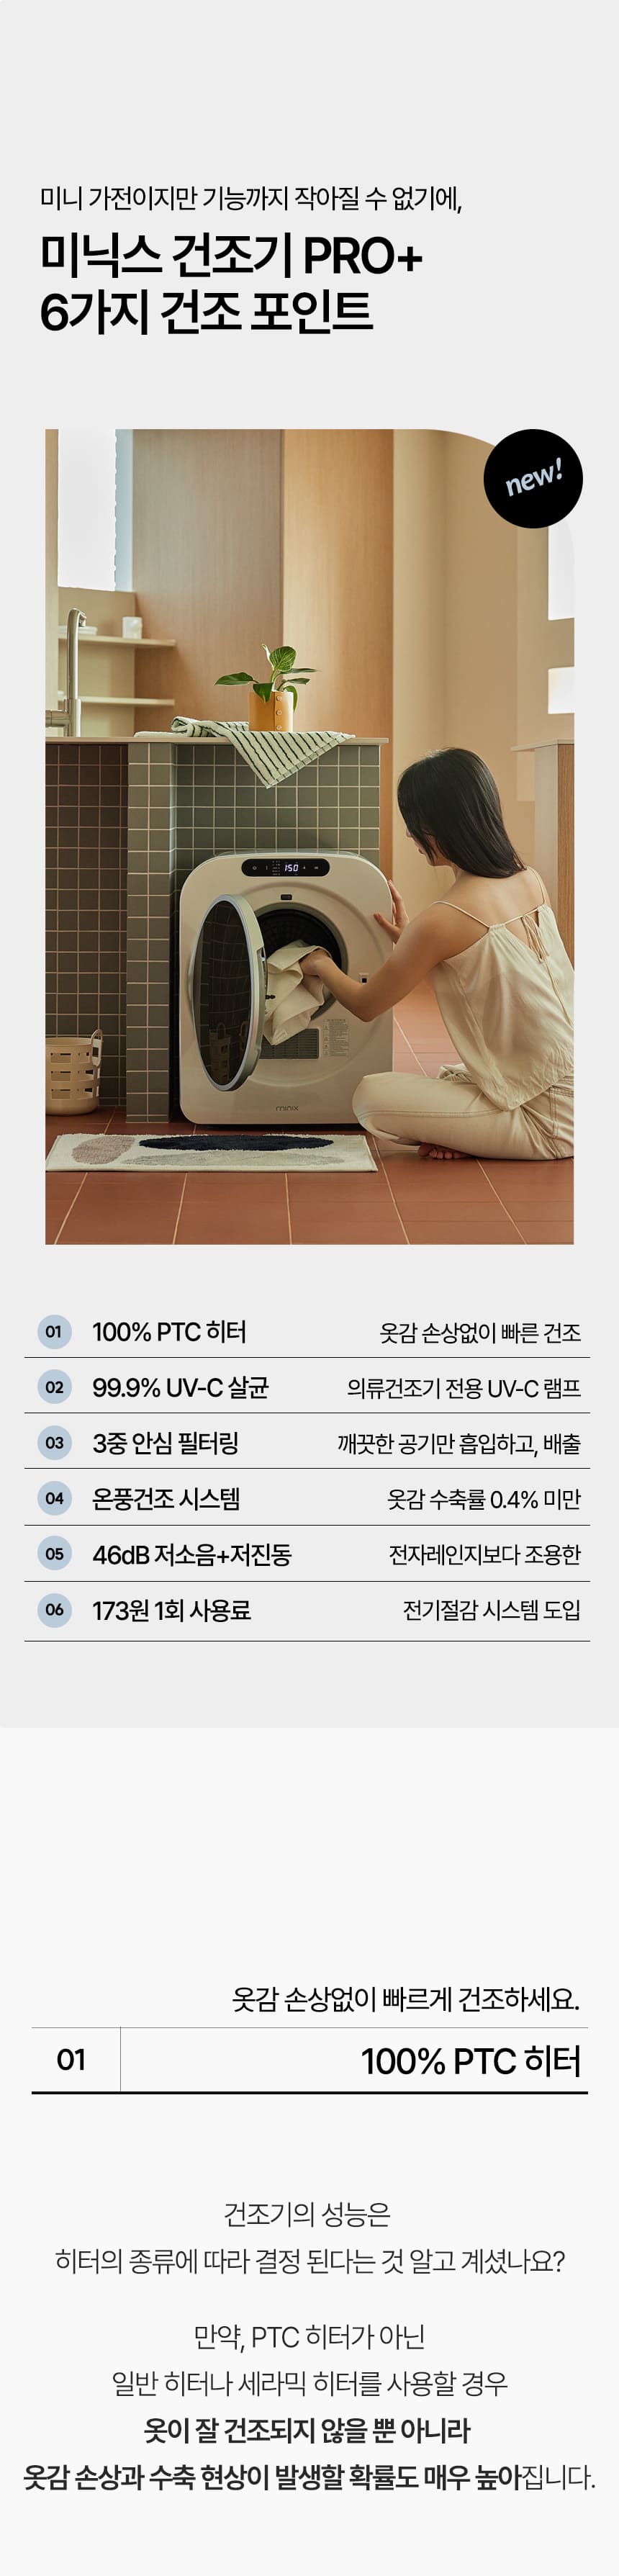 미니 가전이지만 기능까지 작아질 수 없기에,
미닉스 건조기 PRO+
6가지 건조 포인트
new!
150
minix
01 100% PTC 히터 옷감 손상없이 빠른 건조
02 99.9% UV-C 살균 의류건조기 전용 UV-C 램프
03 3중 안심 필터링 깨끗한 공기만 흡입하고, 배출
04 온풍건조 시스템 옷감 수축률 0.4% 미만
05 46dB 저소음+저진동 전자레인지보다 조용한
06 173원 1회 사용료 전기절감 시스템 도입
옷감 손상없이 빠르게 건조하세요.
01 100% PTC 히터
건조기의 성능은
히터의 종류에 따라 결정 된다는 것 알고 계셨나요?
만약, PTC 히터가 아닌
일반 히터나 세라믹 히터를 사용할 경우
옷이 잘 건조되지 않을 뿐 아니라
옷감 손상과 수축 현상이 발생할 확률도 매우 높아집니다.